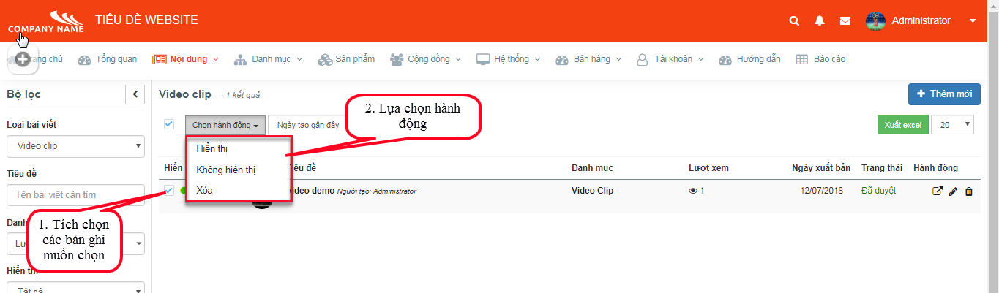 COMPANY NAME
TIÊU ĐỀ WEBSITE
Administrator
Trang chủ Tổng quan Nội dung Danh mục Sản phẩm Cộng đồng Hệ thống Bán hàng Tài khoản Hướng dẫn Báo cáo
Bộ lọc
Video clip — 1 kết quả
Thêm mới
2. Lựa chọn hành
động
Loại bài viết
Video clip
Chọn hành động
Ngày tạo gần đây
Xuất excel
20
Hiển thị
Không hiển thị
Xóa
Tiêu đề
Tên bài viết cần tìm
Hiển
tiêu đề
Danh mục
Lượt xem
Ngày xuất bản
Trạng thái
Hành động
Video demo Người tạo: Administrator
Video Clip -
1
12/07/2018
Đã duyệt
Danh
Lự
1. Tích chọn
các bản ghi
muốn chọn
Hiển thị
Tất cả